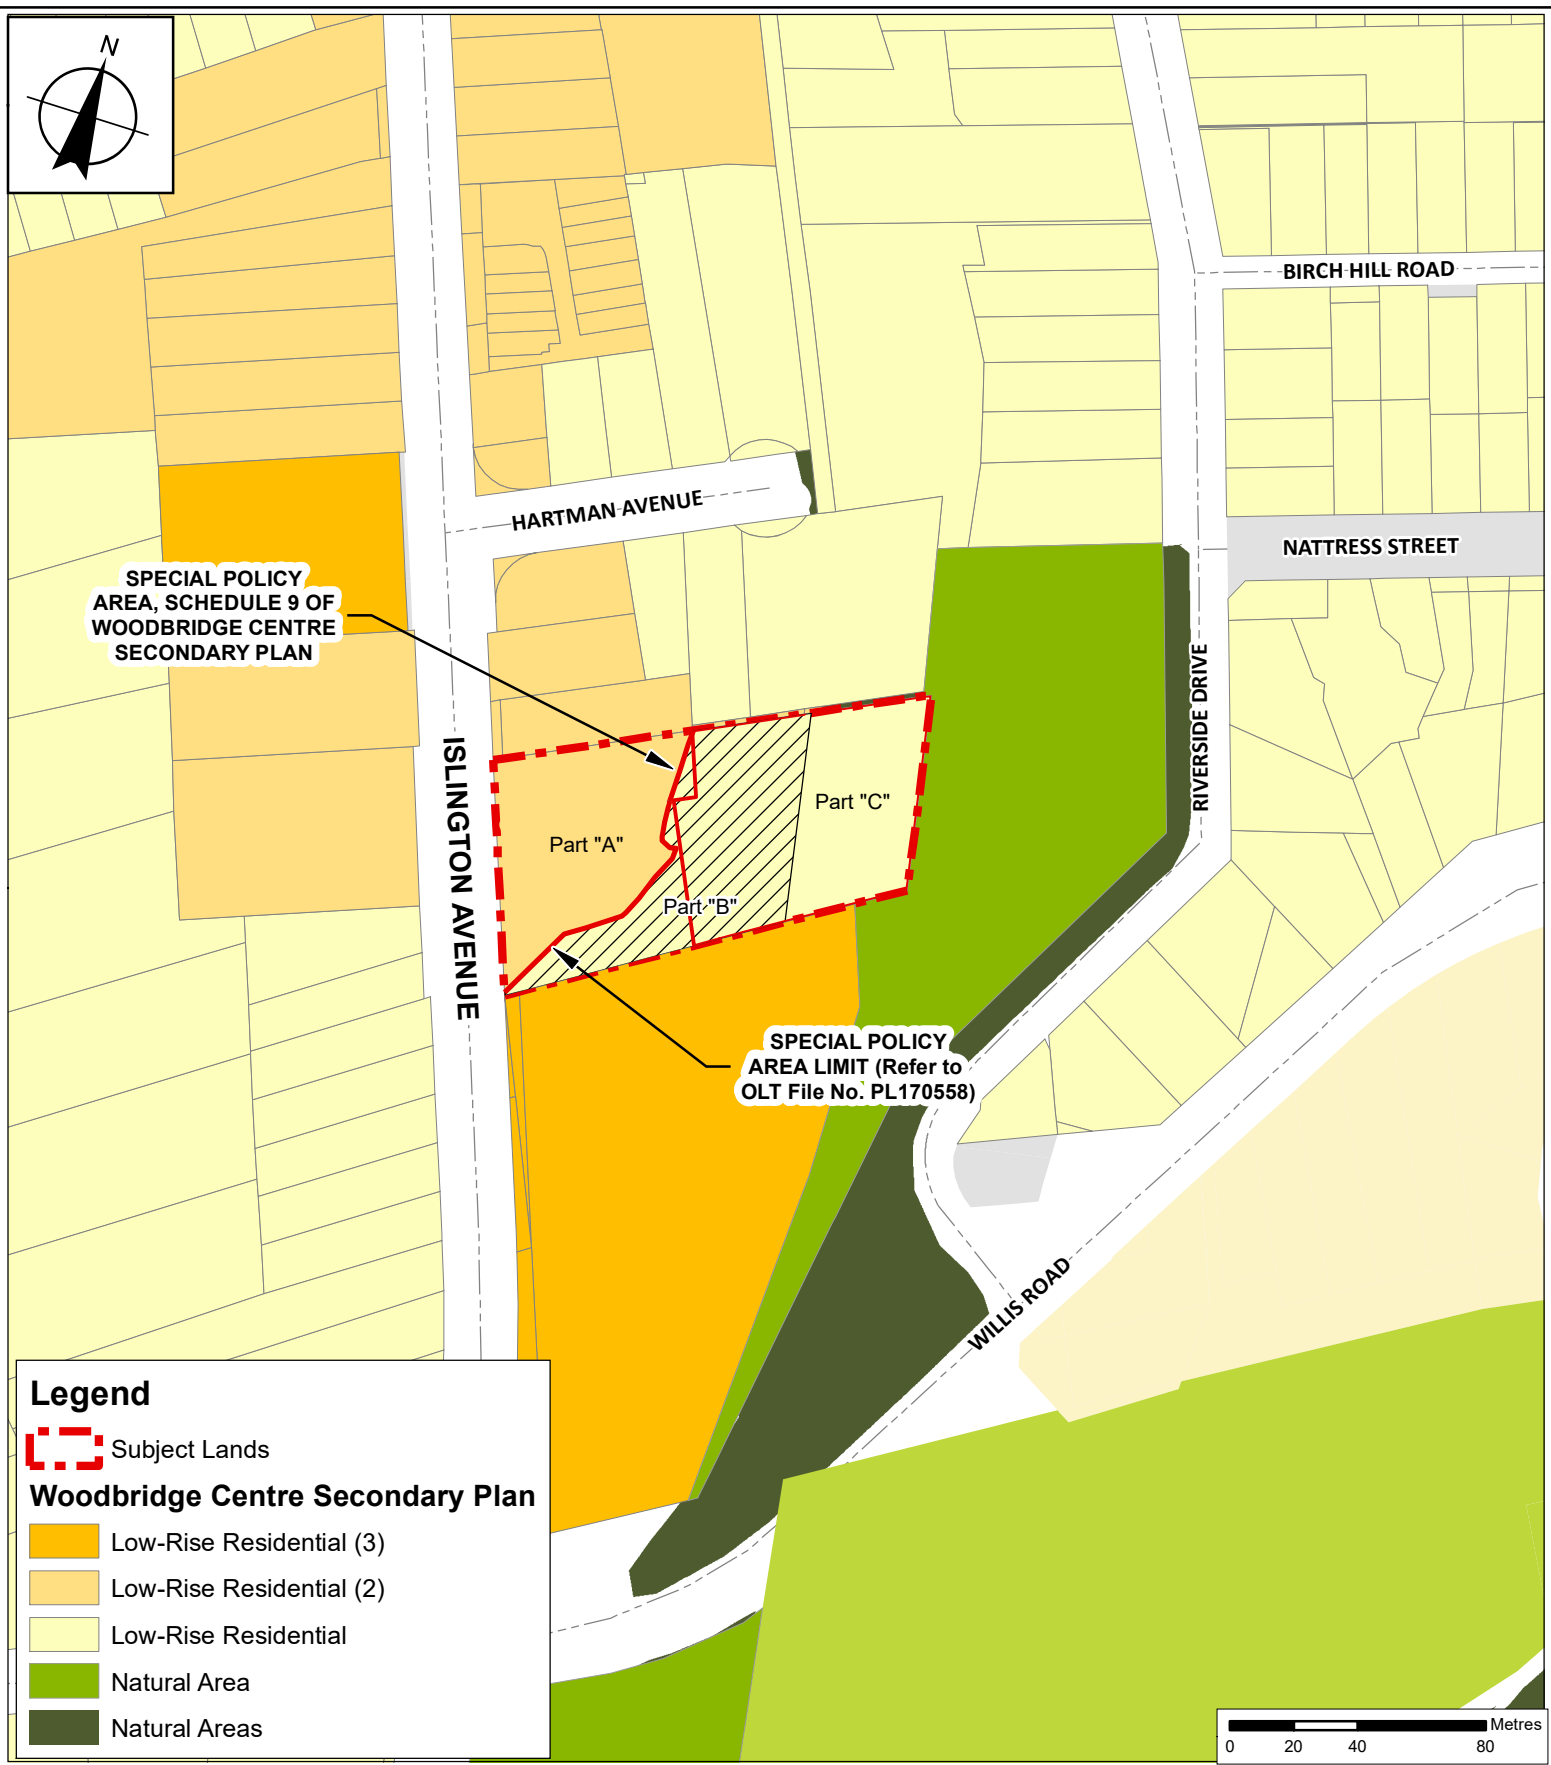 N
BIRCH HILL ROAD
HARTMAN AVENUE
NATTRESS STREET
SPECIAL POLICY
AREA, SCHEDULE 9 OF
WOODBRIDGE CENTRE
SECONDARY PLAN
RIVERSIDE DRIVE
ISLINGTON AVENUE
Part "C"
Part "A"
Part "B"
SPECIAL POLICY
AREA LIMIT (Refer to
OLT File No. PL170558)
WILLIS ROAD
Legend
Subject Lands
Woodbridge Centre Secondary Plan
Low-Rise Residential (3)
Low-Rise Residential (2)
Low-Rise Residential
Natural Area
Natural Areas
Metres
0 20 40 80